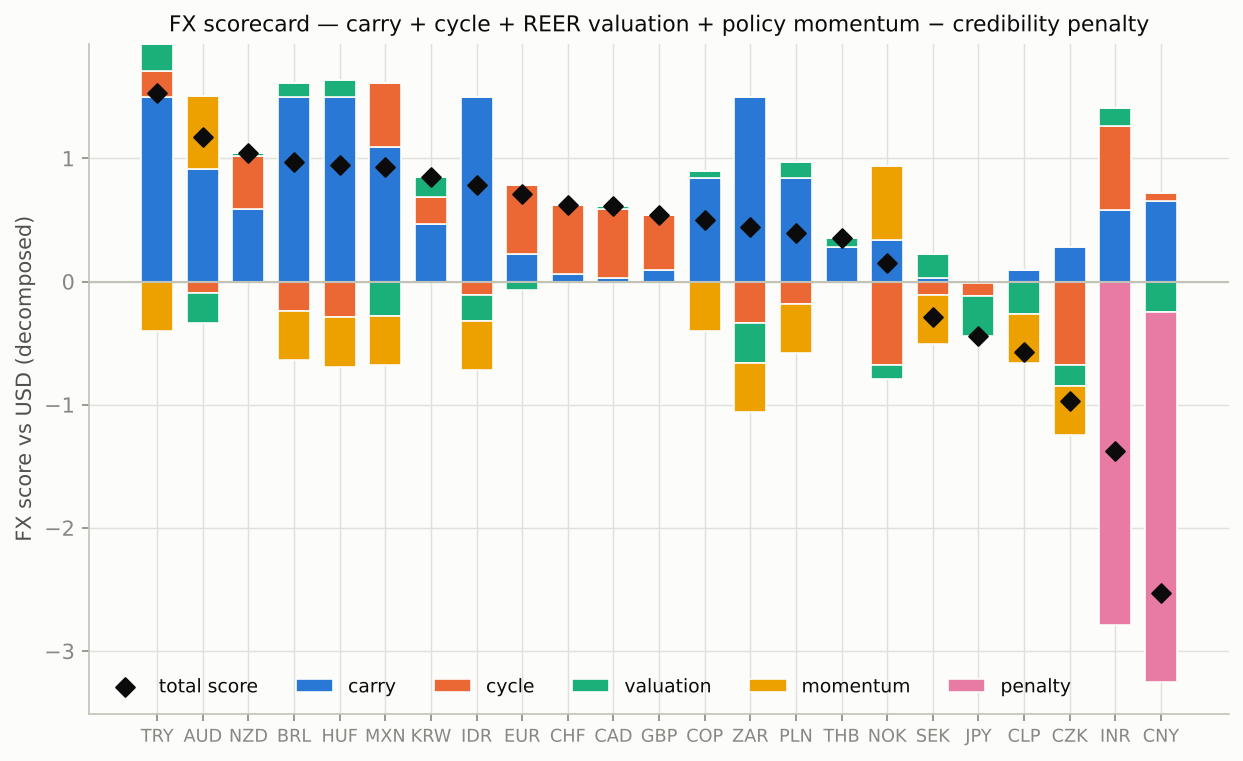 FX scorecard — carry + cycle + REER valuation + policy momentum − credibility penalty
FX score vs USD (decomposed)
1
0
−1
−2
−3
total score carry cycle valuation momentum penalty
TRY AUD NZD BRL HUF MXN KRW IDR EUR CHF CAD GBP COP ZAR PLN THB NOK SEK JPY CLP CZK INR CNY